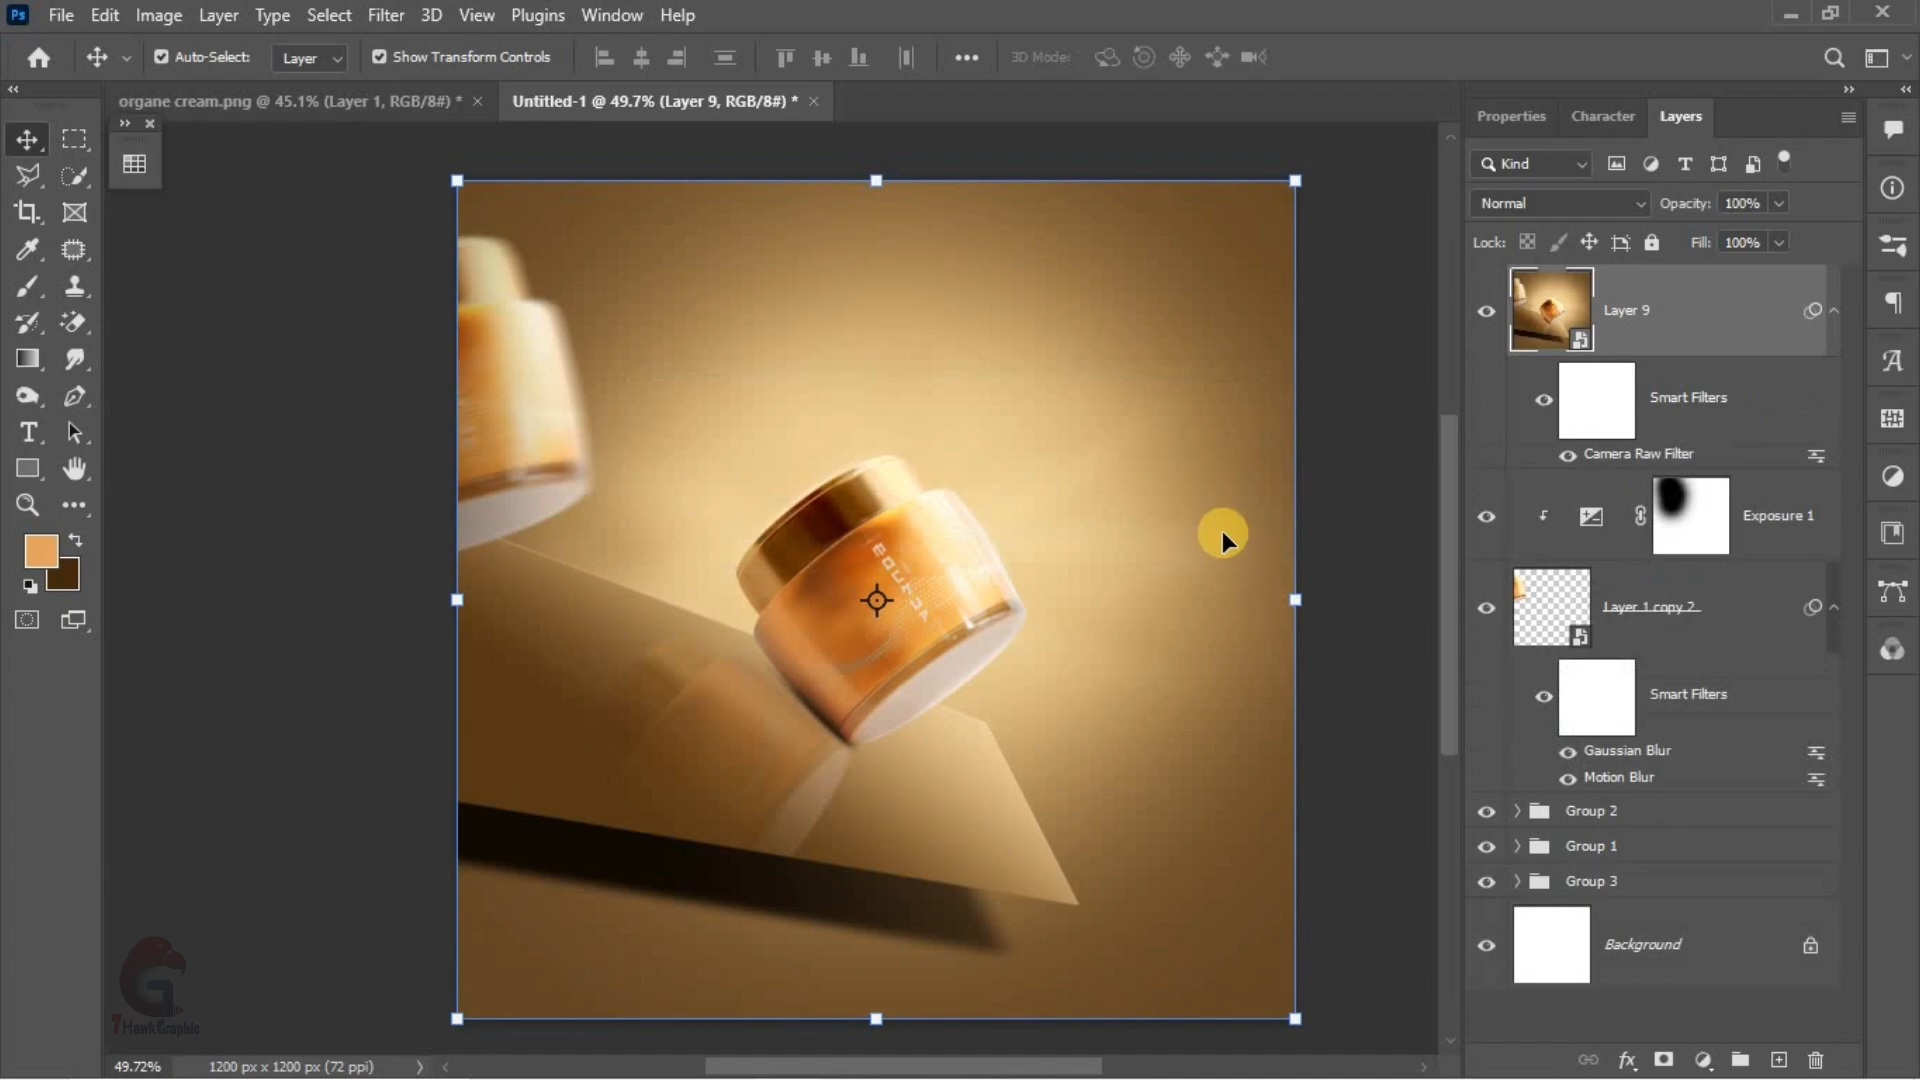 Ps File Edit Image Layer Type Select Filter 3D View Plugins Window Help
Auto-Select: Layer Show Transform Controls 3D Mode:
organe cream.png @ 45.1% (Layer 1, RGB/8#) * Untitled-1 @ 49.7% (Layer 9, RGB/8#) *
Properties Character Layers
Kind
Normal Opacity: 100%
Lock: Fill: 100%
Layer 9
Smart Filters
Camera Raw Filter
Exposure 1
Layer 1 copy 2
Smart Filters
Gaussian Blur
Motion Blur
Group 2
Group 1
Group 3
Background
7 Hawk Graphic
49.72% 1200 px x 1200 px (72 ppi)